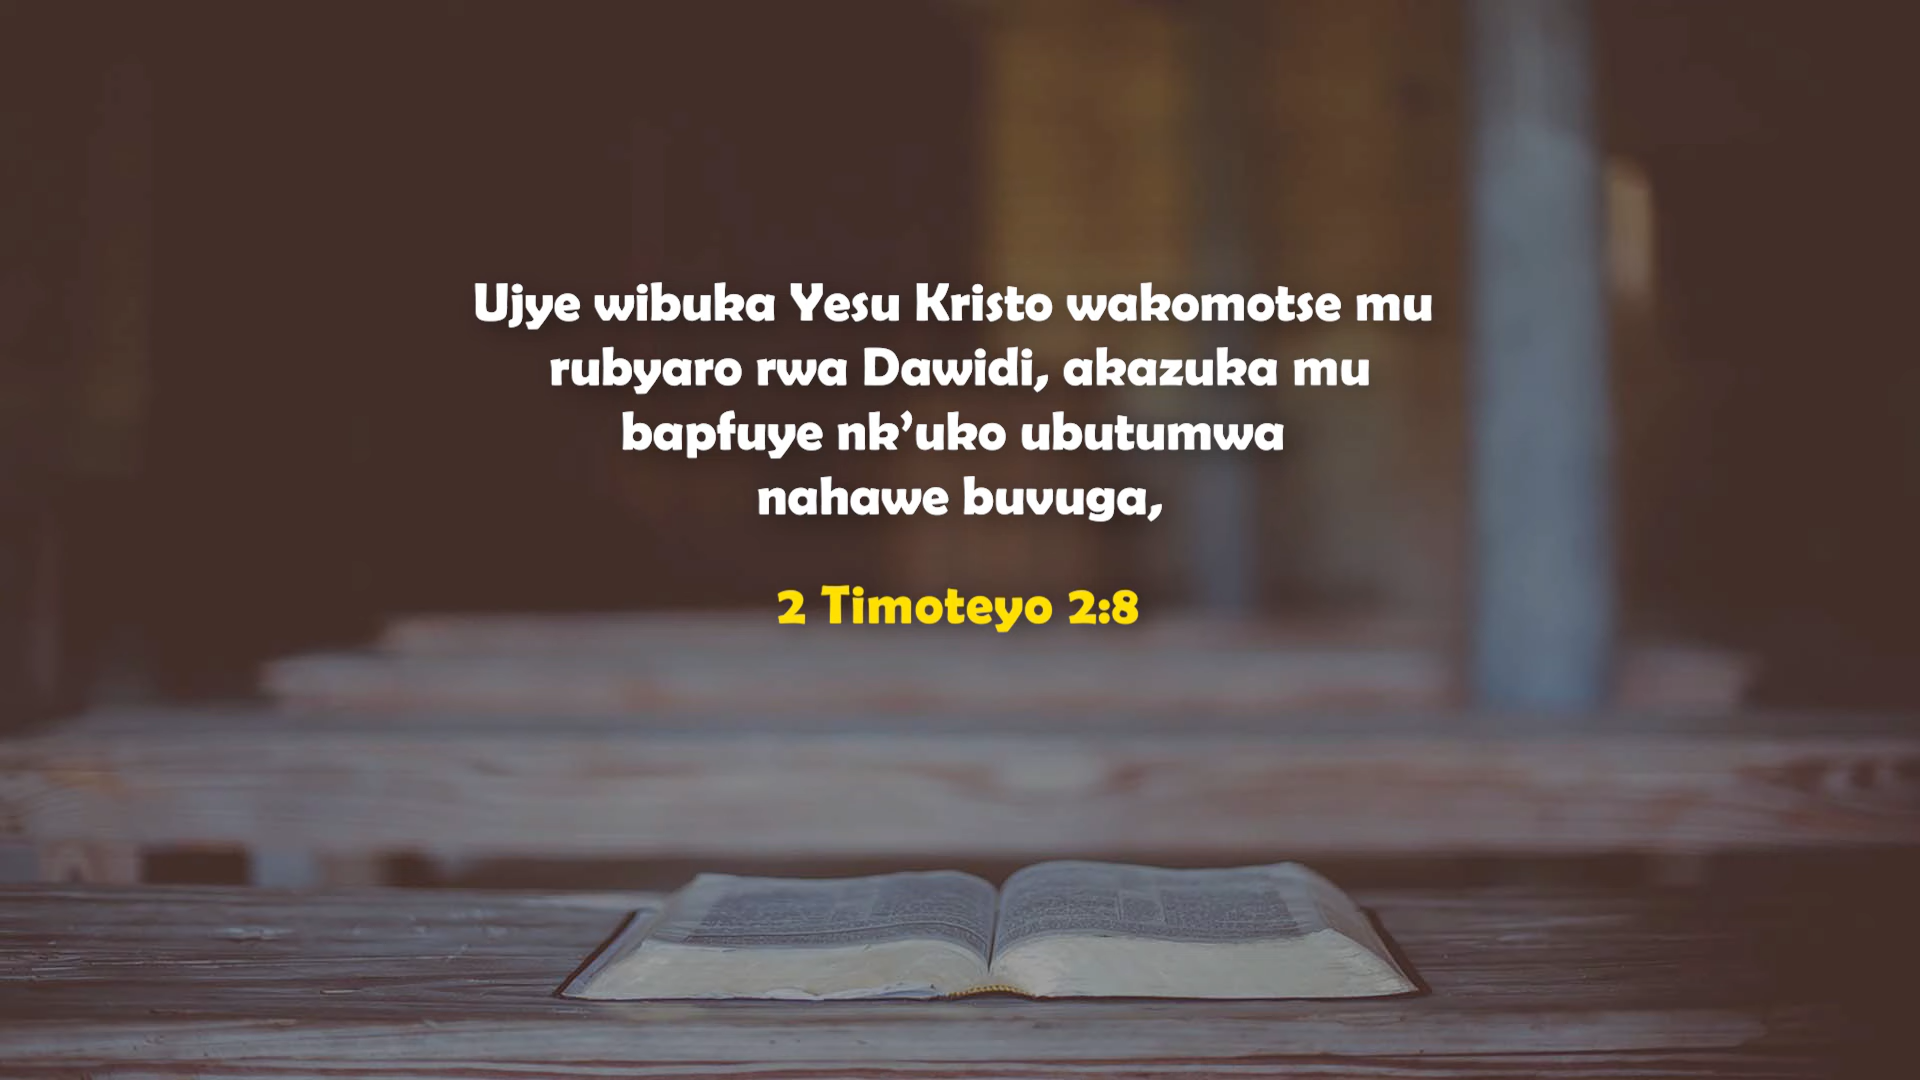 Ujye wibuka Yesu Kristo wakomotse mu
rubyaro rwa Dawidi, akazuka mu
bapfuye nk’uko ubutumwa
nahawe buvuga,
2 Timoteyo 2:8